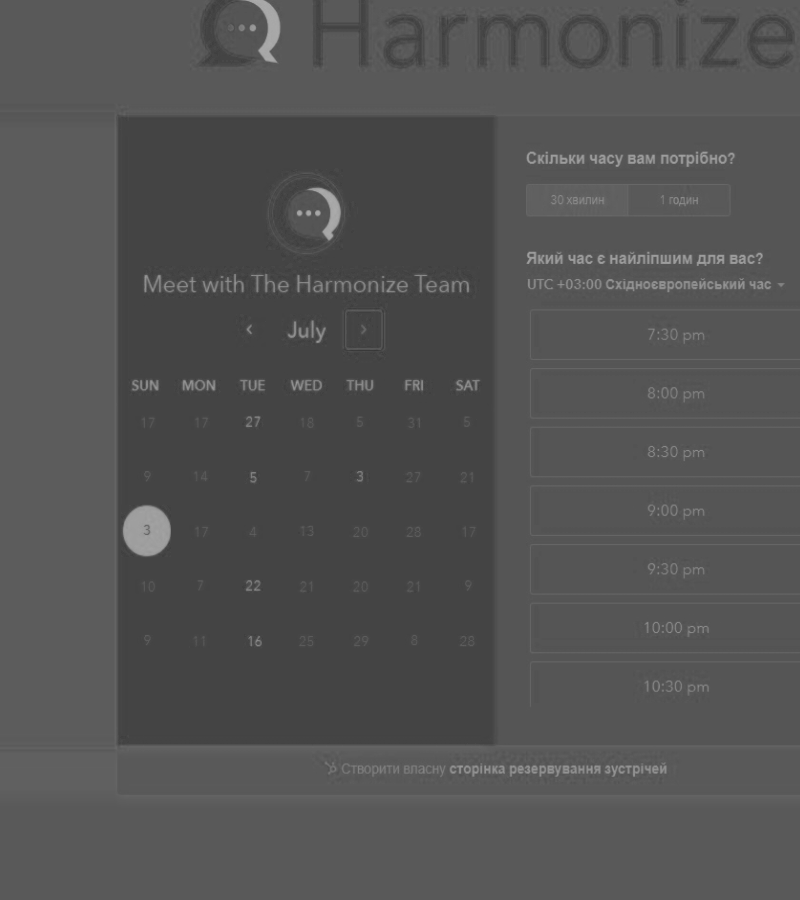 Harmonize
Meet with The Harmonize Team
July
SUN MON TUE WED THU FRI SAT
17 17 27 18 5 31 5
9 14 5 7 3 27 21
3 17 4 13 20 28 17
10 7 22 21 20 21 9
9 11 16 25 29 8 28
Скільки часу вам потрібно?
30 хвилин 1 годин
Який час є найліпшим для вас?
UTC +03:00 Східноєвропейський час
7:30 pm
8:00 pm
8:30 pm
9:00 pm
9:30 pm
10:00 pm
10:30 pm
Створити власну сторінка резервування зустрічей